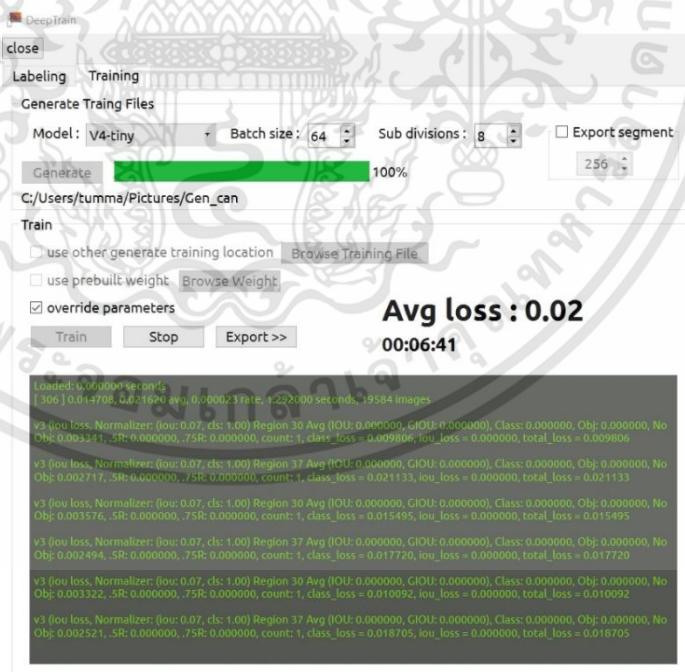 DeepTrain
close
Labeling Training
Generate Traing Files
Model : V4-tiny Batch size : 64 Sub divisions : 8 Export segment
256
Generate 100%
C:/Users/tumma/Pictures/Gen_can
Train
use other generate training location Browse Training File
use prebuilt weight Browse Weight
override parameters
Avg loss : 0.02
Train Stop Export >>
00:06:41
Loaded: 0.000000 seconds
[ 306 ] 0.014708, 0.021620 avg, 0.000023 rate, 1.292000 seconds, 19584 images
v3 (iou loss, Normalizer: (iou: 0.07, cls: 1.00) Region 30 Avg (IOU: 0.000000, GIOU: 0.000000), Class: 0.000000, Obj: 0.000000, No
Obj: 0.003341, .5R: 0.000000, .75R: 0.000000, count: 1, class_loss = 0.009806, iou_loss = 0.000000, total_loss = 0.009806
v3 (iou loss, Normalizer: (iou: 0.07, cls: 1.00) Region 37 Avg (IOU: 0.000000, GIOU: 0.000000), Class: 0.000000, Obj: 0.000000, No
Obj: 0.002717, .5R: 0.000000, .75R: 0.000000, count: 1, class_loss = 0.021133, iou_loss = 0.000000, total_loss = 0.021133
v3 (iou loss, Normalizer: (iou: 0.07, cls: 1.00) Region 30 Avg (IOU: 0.000000, GIOU: 0.000000), Class: 0.000000, Obj: 0.000000, No
Obj: 0.003576, .5R: 0.000000, .75R: 0.000000, count: 1, class_loss = 0.015495, iou_loss = 0.000000, total_loss = 0.015495
v3 (iou loss, Normalizer: (iou: 0.07, cls: 1.00) Region 37 Avg (IOU: 0.000000, GIOU: 0.000000), Class: 0.000000, Obj: 0.000000, No
Obj: 0.002494, .5R: 0.000000, .75R: 0.000000, count: 1, class_loss = 0.017720, iou_loss = 0.000000, total_loss = 0.017720
v3 (iou loss, Normalizer: (iou: 0.07, cls: 1.00) Region 30 Avg (IOU: 0.000000, GIOU: 0.000000), Class: 0.000000, Obj: 0.000000, No
Obj: 0.003322, .5R: 0.000000, .75R: 0.000000, count: 1, class_loss = 0.010092, iou_loss = 0.000000, total_loss = 0.010092
v3 (iou loss, Normalizer: (iou: 0.07, cls: 1.00) Region 37 Avg (IOU: 0.000000, GIOU: 0.000000), Class: 0.000000, Obj: 0.000000, No
Obj: 0.002521, .5R: 0.000000, .75R: 0.000000, count: 1, class_loss = 0.018705, iou_loss = 0.000000, total_loss = 0.018705